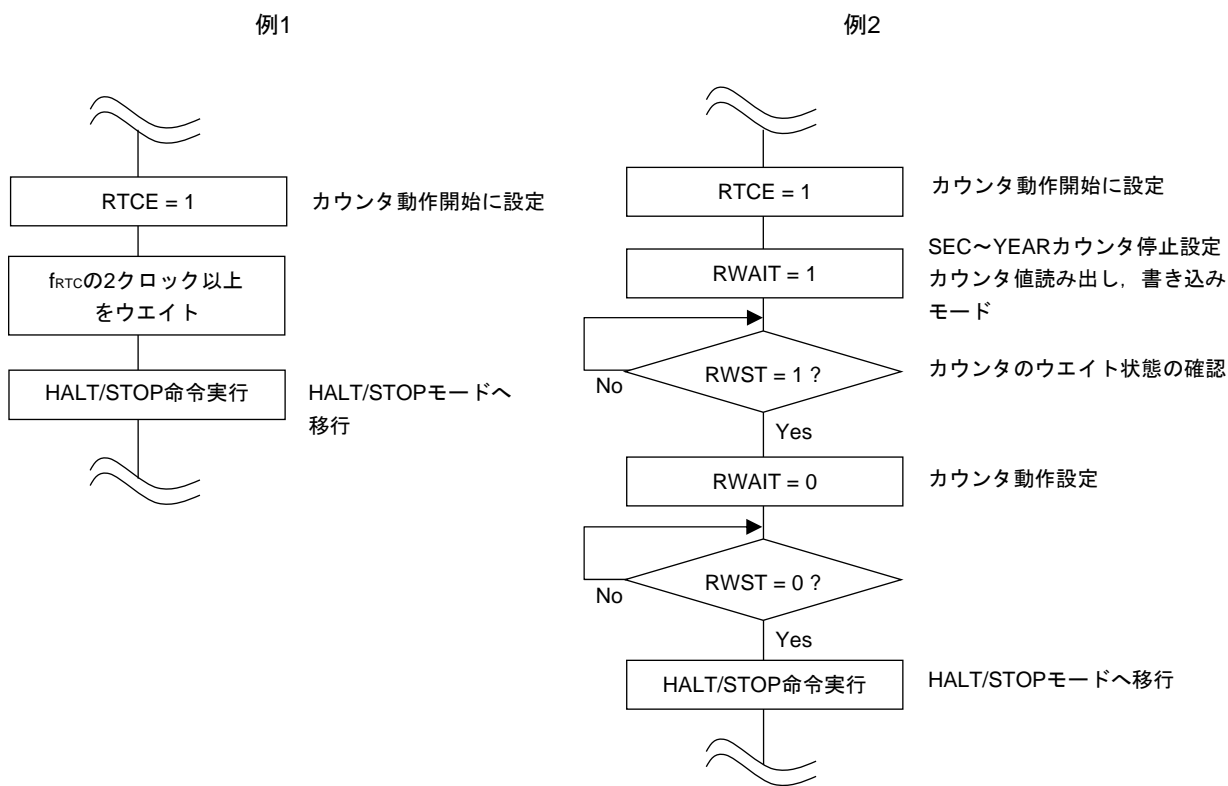 例1
RTCE = 1
カウンタ動作開始に設定
fRTCの2クロック以上
をウエイト
HALT/STOP命令実行
HALT/STOPモードへ
移行
例2
RTCE = 1
カウンタ動作開始に設定
RWAIT = 1
SEC～YEARカウンタ停止設定
カウンタ値読み出し，書き込み
モード
RWST = 1 ?
カウンタのウエイト状態の確認
No
Yes
RWAIT = 0
カウンタ動作設定
RWST = 0 ?
No
Yes
HALT/STOP命令実行
HALT/STOPモードへ移行